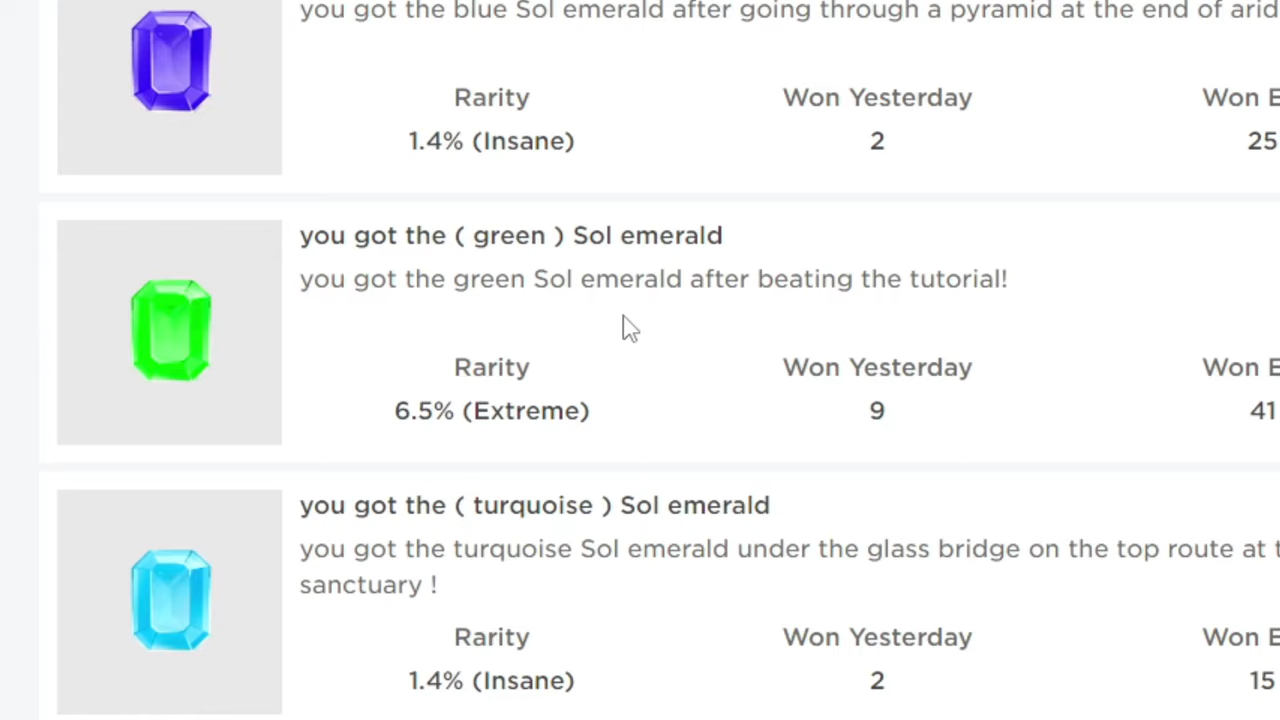 you got the blue Sol emerald after going through a pyramid at the end of arid
Rarity Won Yesterday Won E
1.4% (Insane) 2 25
you got the ( green ) Sol emerald
you got the green Sol emerald after beating the tutorial!
Rarity Won Yesterday Won E
6.5% (Extreme) 9 41
you got the ( turquoise ) Sol emerald
you got the turquoise Sol emerald under the glass bridge on the top route at t
sanctuary !
Rarity Won Yesterday Won E
1.4% (Insane) 2 15